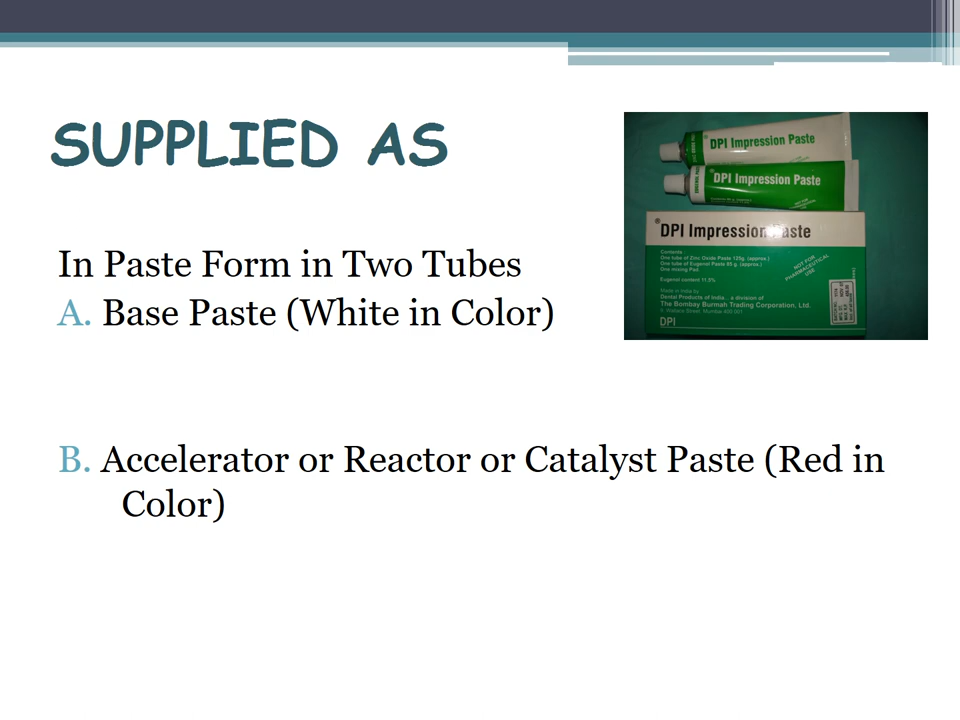 SUPPLIED AS
In Paste Form in Two Tubes
A. Base Paste (White in Color)
B. Accelerator or Reactor or Catalyst Paste (Red in
Color)
DPI Impression Paste
DPI Impression Paste
®DPI Impression Paste
Contents :
One tube of Zinc Oxide Paste 125g. (approx.)
One tube of Eugenol Paste 65 g. (approx.)
One mixing Pad
Eugenol content 11.5%
NOT FOR
PHARMACEUTICAL
USE
Made in India by
Dental Products of India., a division of
The Bombay Burmah Trading Corporation, Ltd.
9, Wallace Street, Mumbai 400 001
DPI